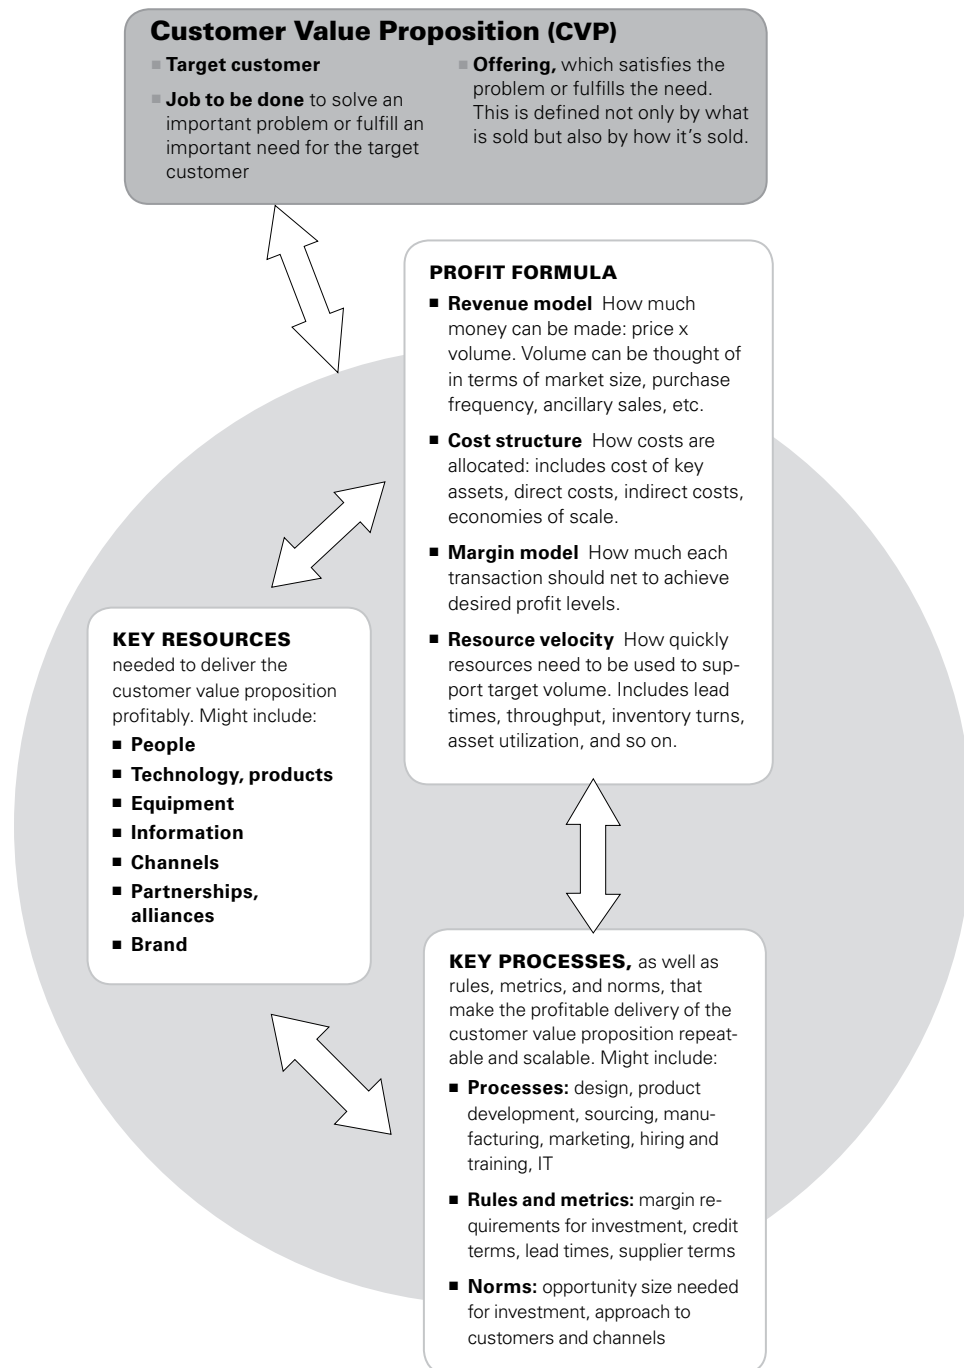 Customer Value Proposition (CVP)
■ Target customer
■ Job to be done to solve an
important problem or fulfill an
important need for the target
customer
■ Offering, which satisfies the
problem or fulfills the need.
This is defined not only by what
is sold but also by how it’s sold.
PROFIT FORMULA
■ Revenue model How much
money can be made: price x
volume. Volume can be thought of
in terms of market size, purchase
frequency, ancillary sales, etc.
■ Cost structure How costs are
allocated: includes cost of key
assets, direct costs, indirect costs,
economies of scale.
■ Margin model How much each
transaction should net to achieve
desired profit levels.
■ Resource velocity How quickly
resources need to be used to sup-
port target volume. Includes lead
times, throughput, inventory turns,
asset utilization, and so on.
KEY RESOURCES
needed to deliver the
customer value proposition
profitably. Might include:
■ People
■ Technology, products
■ Equipment
■ Information
■ Channels
■ Partnerships,
alliances
■ Brand
KEY PROCESSES, as well as
rules, metrics, and norms, that
make the profitable delivery of the
customer value proposition repeat-
able and scalable. Might include:
■ Processes: design, product
development, sourcing, manu-
facturing, marketing, hiring and
training, IT
■ Rules and metrics: margin re-
quirements for investment, credit
terms, lead times, supplier terms
■ Norms: opportunity size needed
for investment, approach to
customers and channels